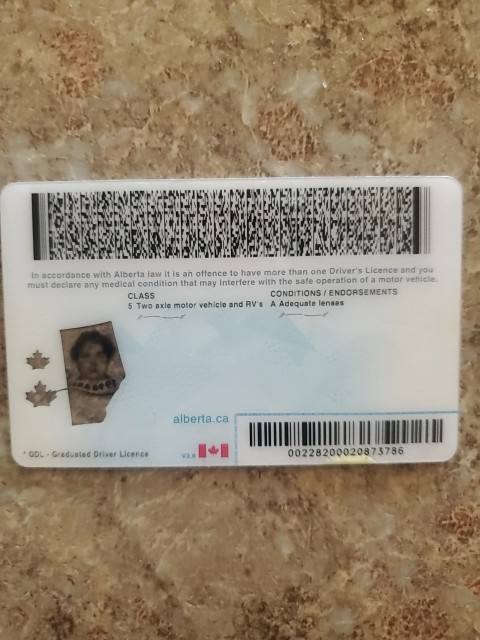 In accordance with Alberta law it is an offence to have more than one Driver's Licence and you
must declare any medical condition that may interfere with the safe operation of a motor vehicle.
CLASS
5 Two axle motor vehicle and RV's
CONDITIONS / ENDORSEMENTS
A Adequate lenses
alberta.ca
* GDL - Graduated Driver Licence
V3.0
00228200020873786